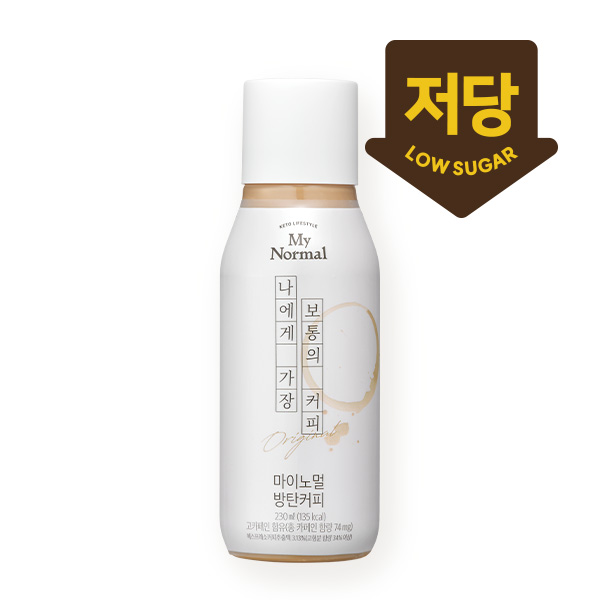 저당
LOW SUGAR
KETO LIFESTYLE
My
Normal
나에게 가장
보통의 커피
Original
마이노멀
방탄커피
230 ml (135 kcal)
고카페인 함유(총 카페인 함량 74 mg)